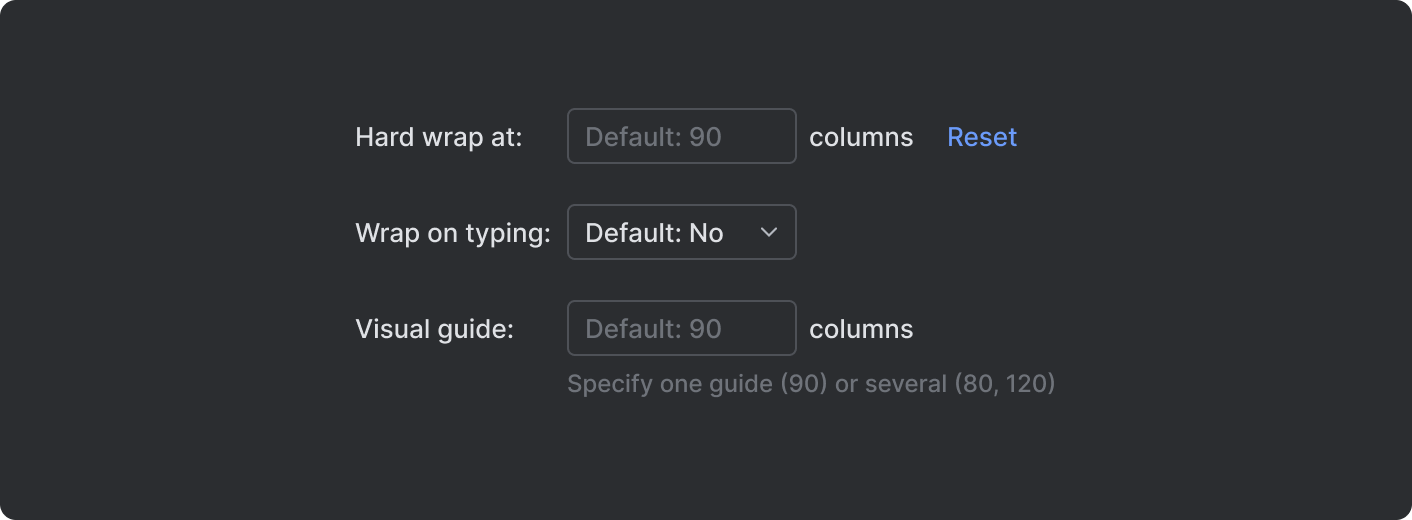 Hard wrap at: Default: 90 columns Reset
Wrap on typing: Default: No
Visual guide: Default: 90 columns
Specify one guide (90) or several (80, 120)